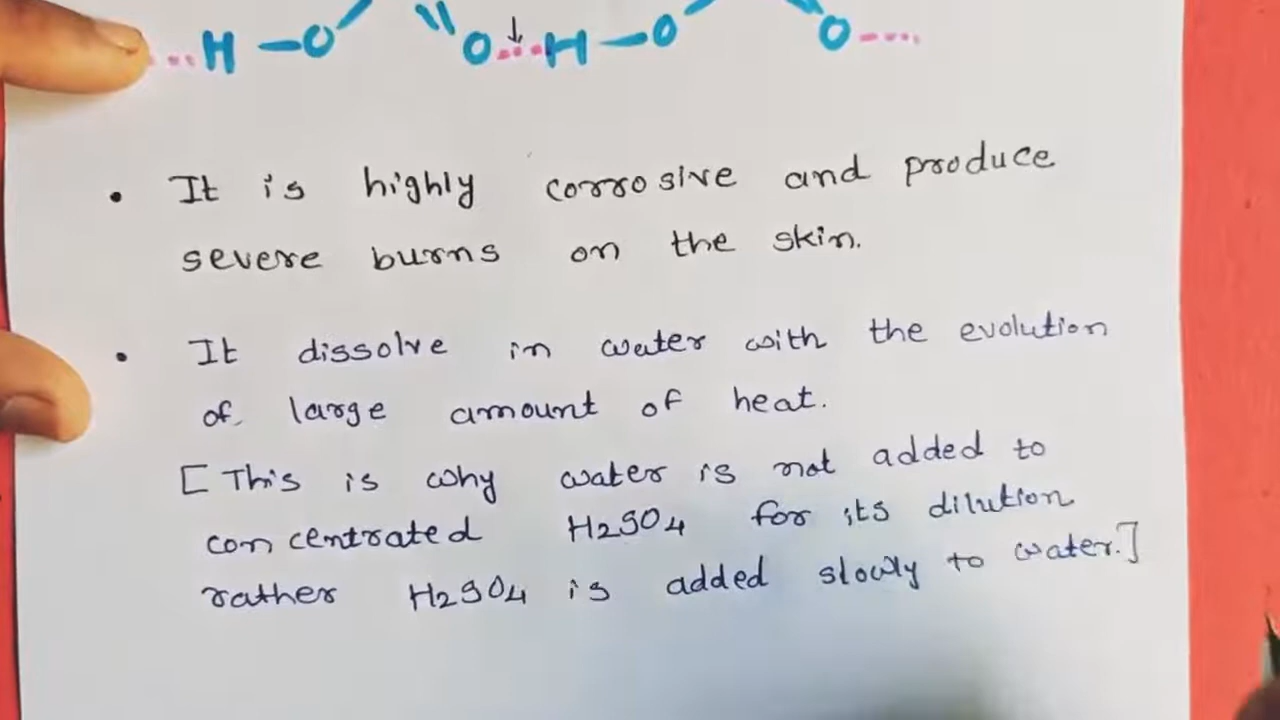 ...H-O O...H-O O....
• It is highly corrosive and produce
severe burns on the skin.
• It dissolve in water with the evolution
of large amount of heat.
[This is why water is not added to
concentrated H2SO4 for its dilution
rather H2SO4 is added slowly to water.]